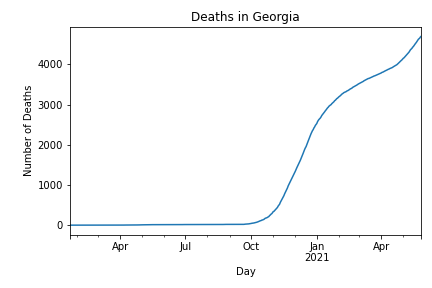 Deaths in Georgia
Number of Deaths
4000
3000
2000
1000
0
Apr
Jul
Oct
Jan
2021
Apr
Day